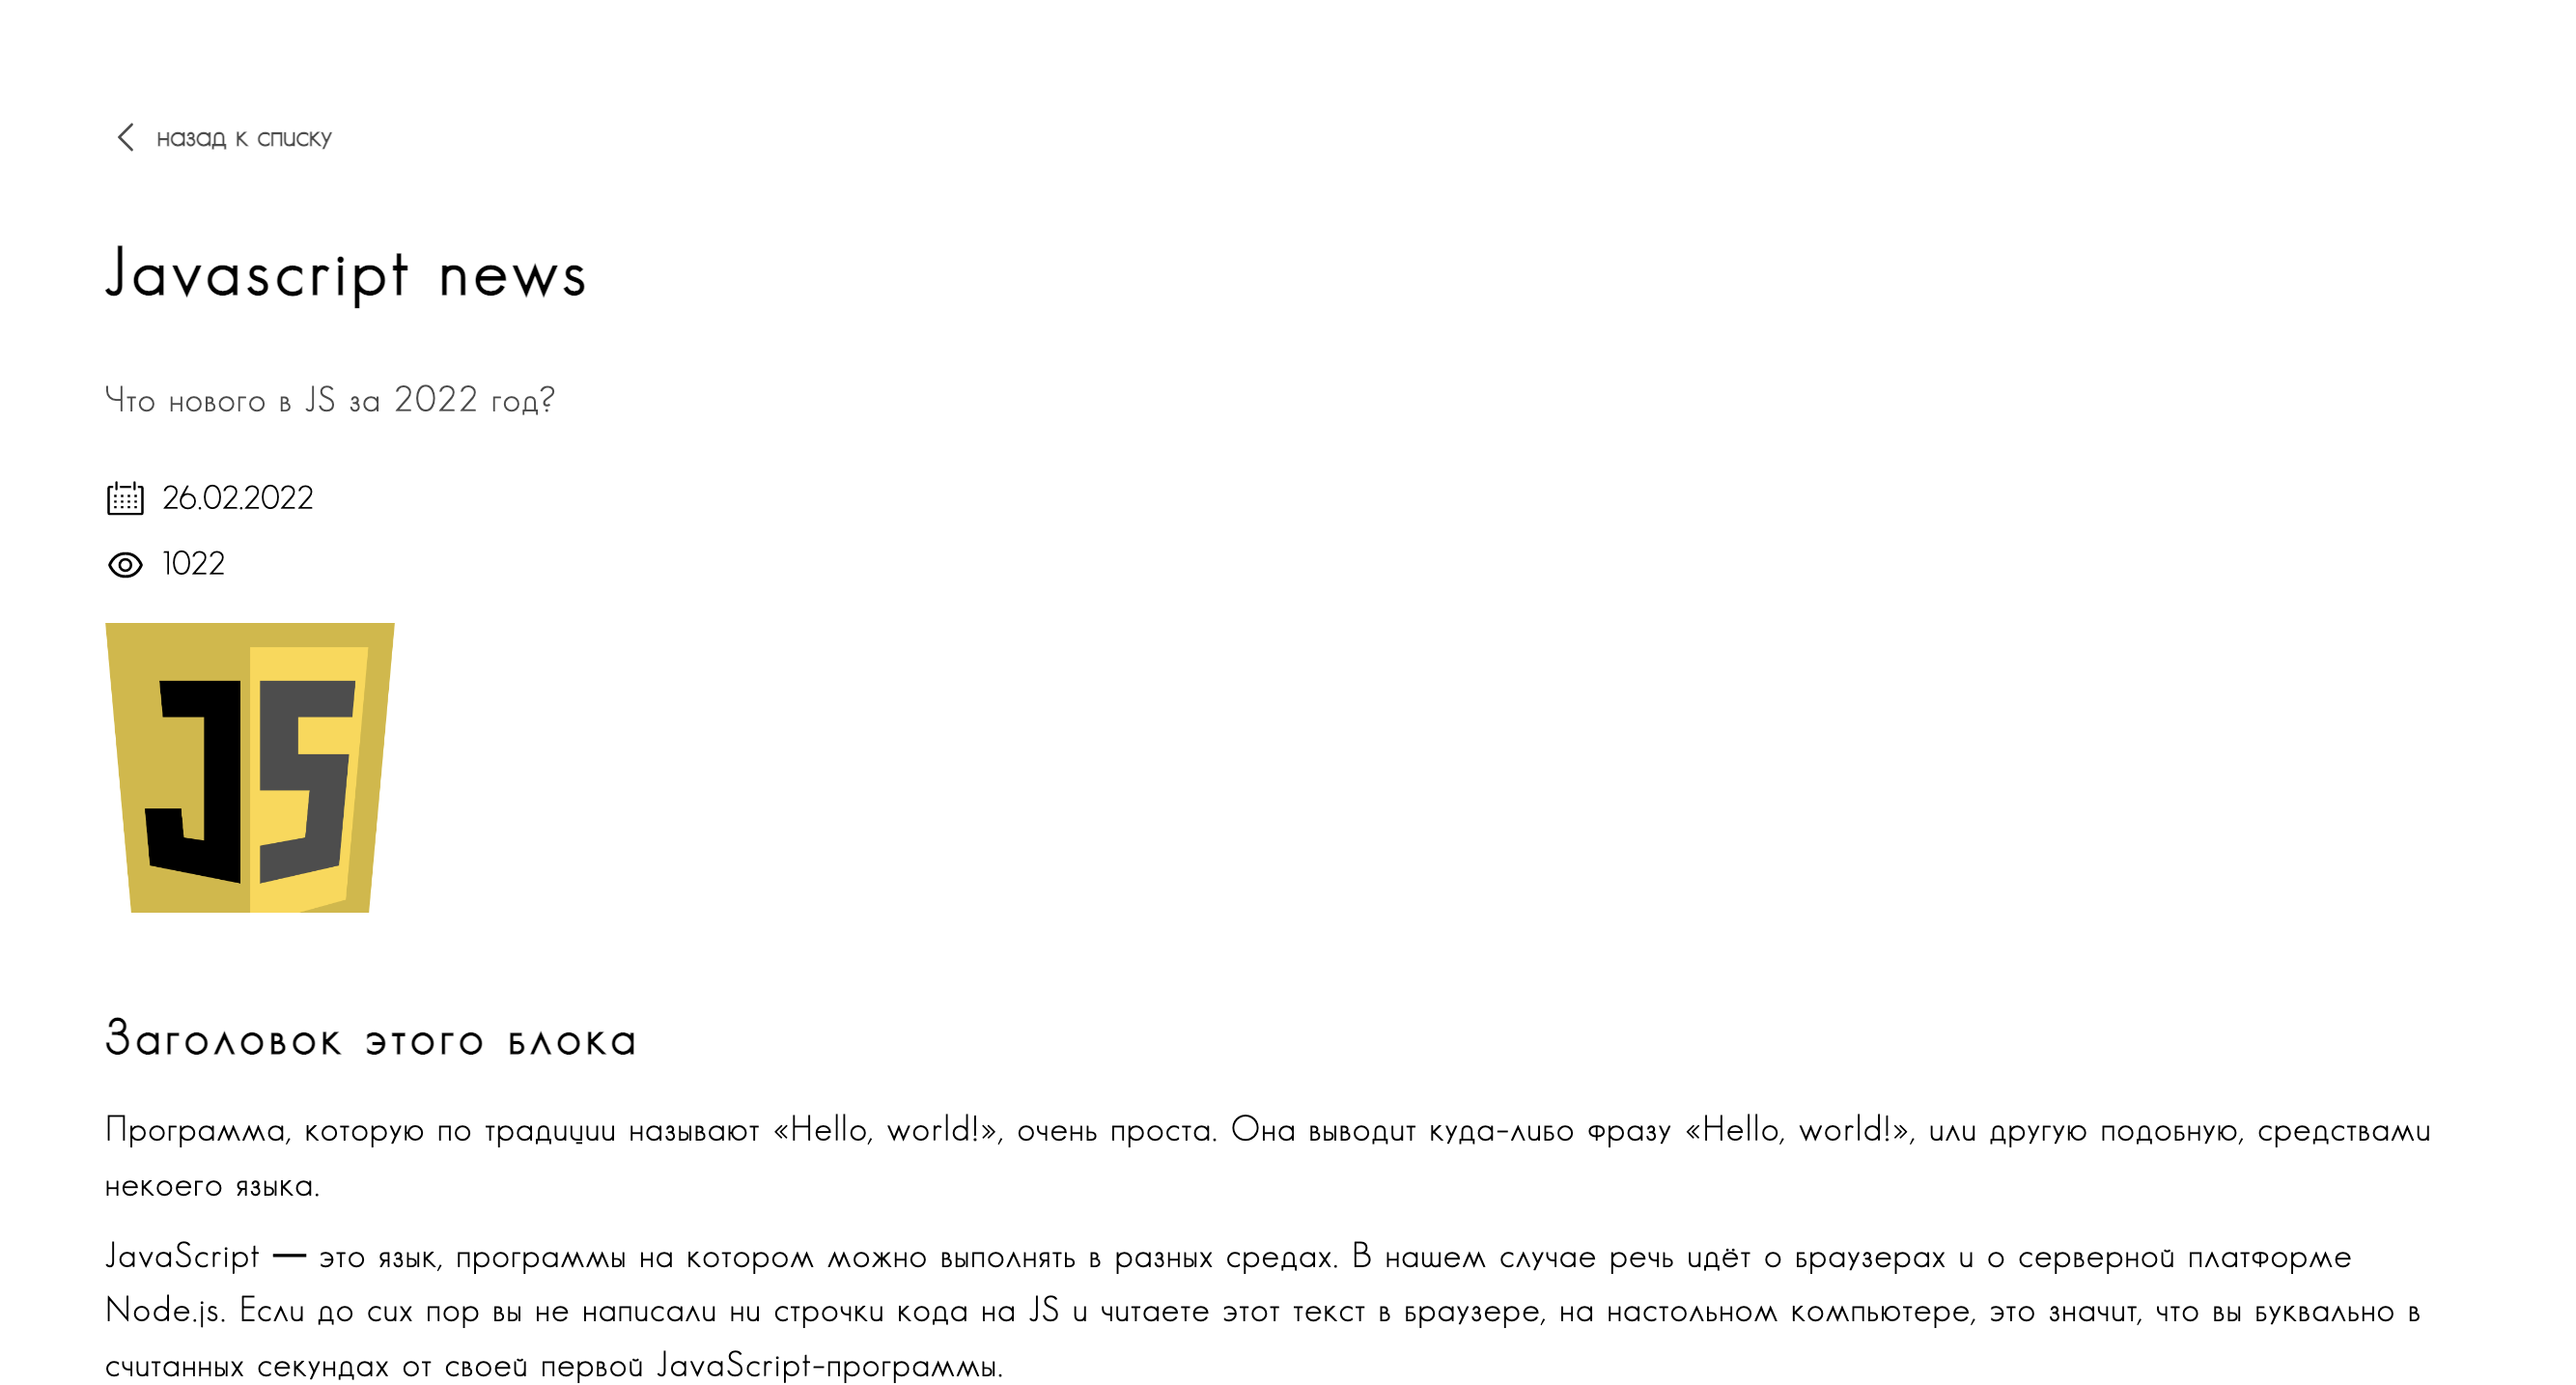 назад к списку
Javascript news
Что нового в JS за 2022 год?
26.02.2022
1022
JS
Заголовок этого блока
Программа, которую по традиции называют «Hello, world!», очень проста. Она выводит куда-либо фразу «Hello, world!», или другую подобную, средствами
некоего языка.
JavaScript — это язык, программы на котором можно выполнять в разных средах. В нашем случае речь идёт о браузерах и о серверной платформе
Node.js. Если до сих пор вы не написали ни строчки кода на JS и читаете этот текст в браузере, на настольном компьютере, это значит, что вы буквально в
считанных секундах от своей первой JavaScript-программы.